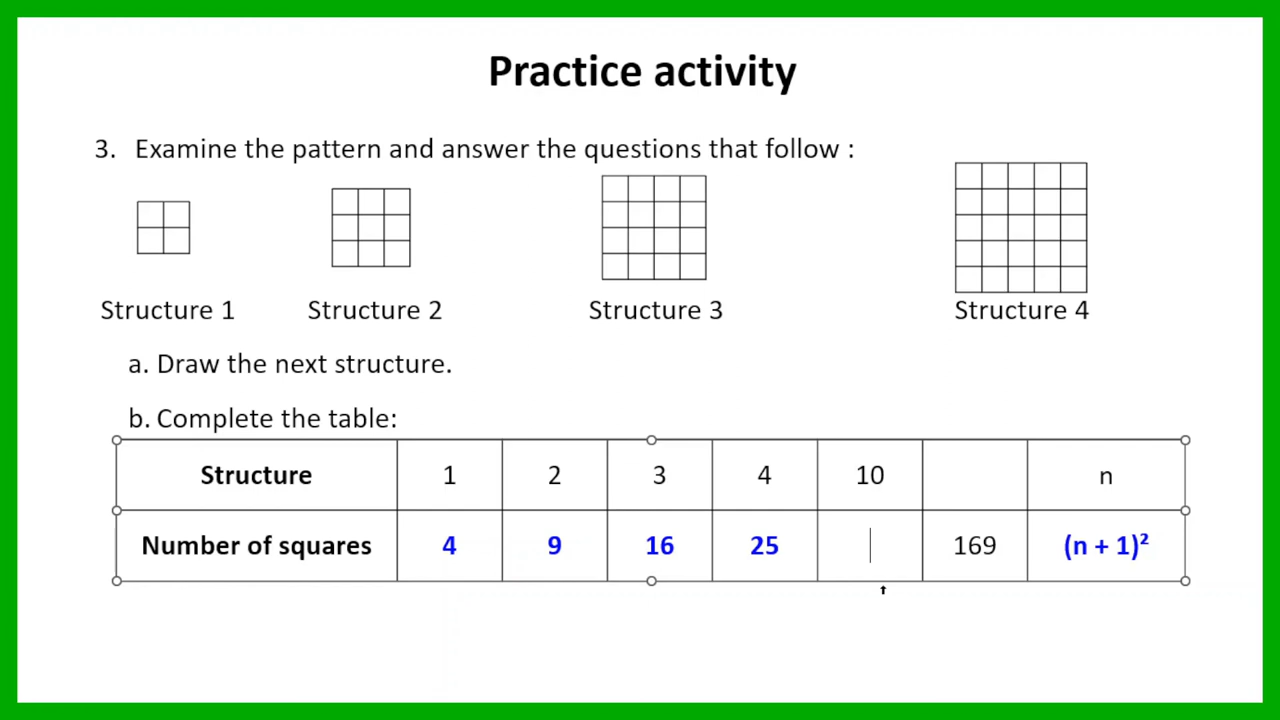 Practice activity
3. Examine the pattern and answer the questions that follow :
Structure 1 Structure 2 Structure 3 Structure 4
a. Draw the next structure.
b. Complete the table:
Structure 1 2 3 4 10 n
Number of squares 4 9 16 25 169 (n + 1)²